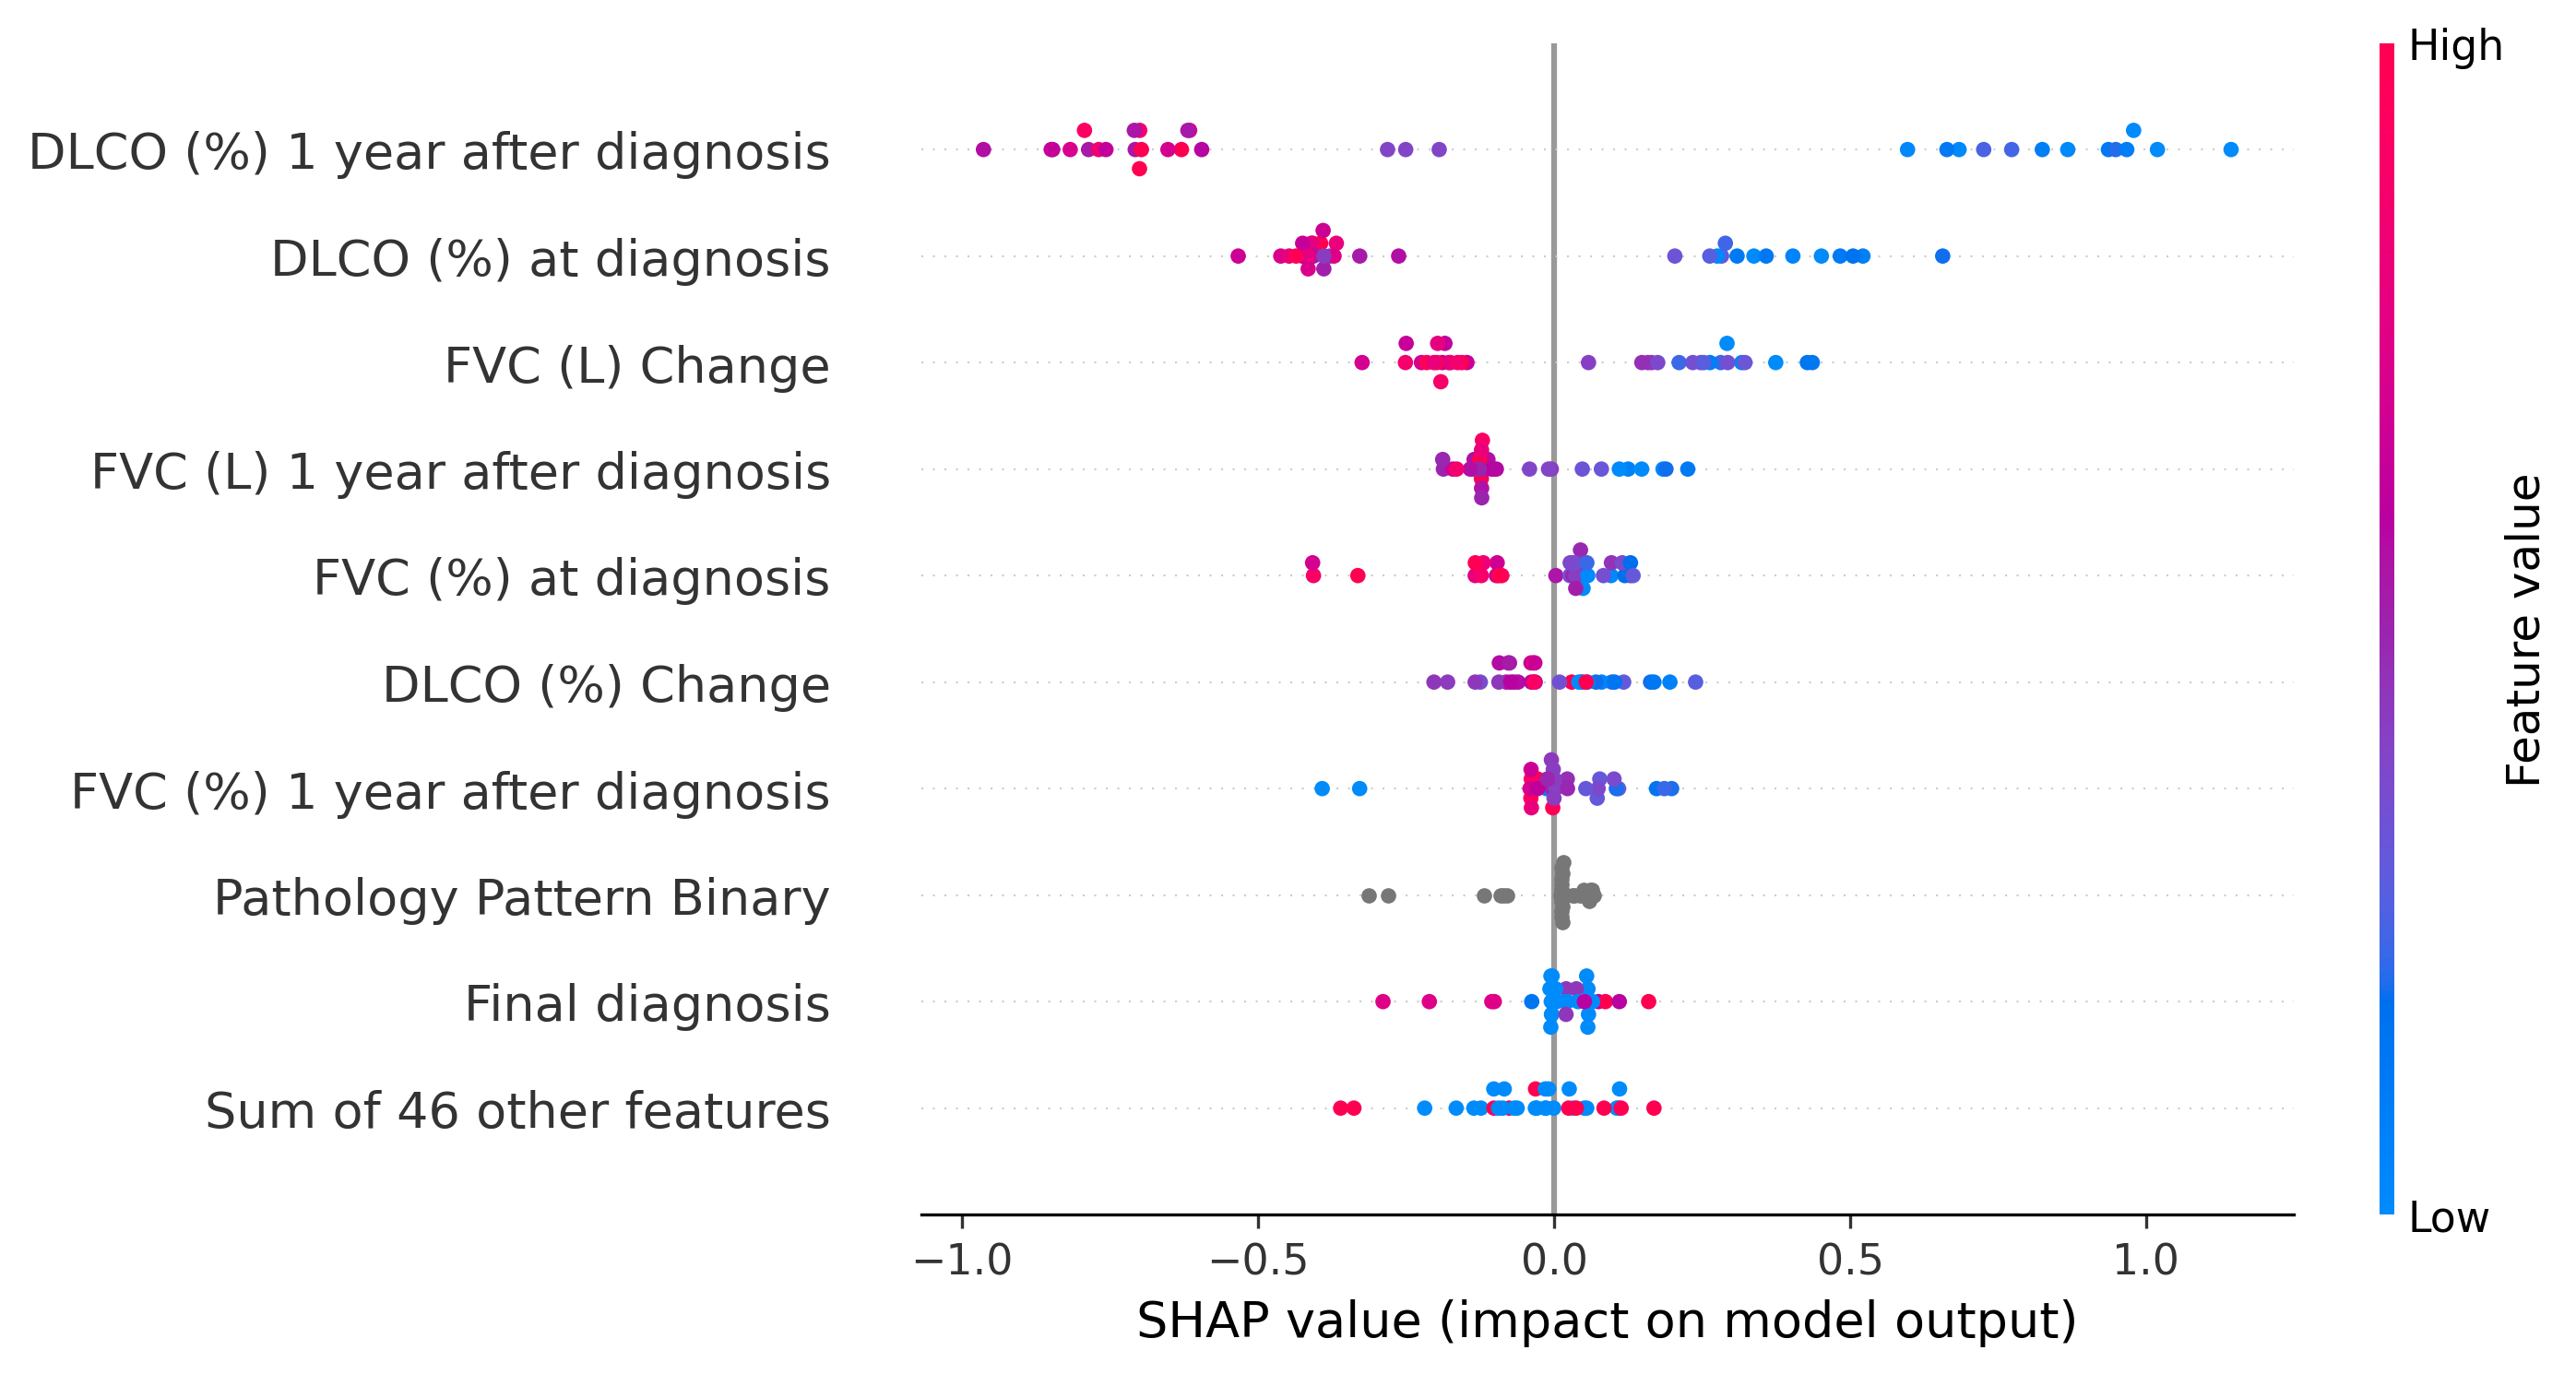 High
DLCO (%) 1 year after diagnosis
DLCO (%) at diagnosis
FVC (L) Change
FVC (L) 1 year after diagnosis
FVC (%) at diagnosis
DLCO (%) Change
FVC (%) 1 year after diagnosis
Pathology Pattern Binary
Final diagnosis
Sum of 46 other features
Feature value
Low
−1.0 −0.5 0.0 0.5 1.0
SHAP value (impact on model output)